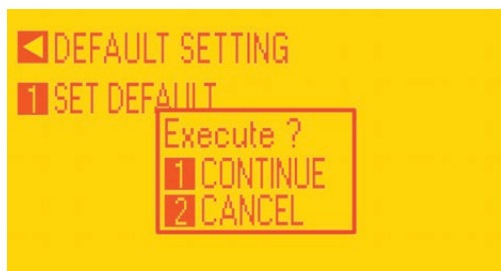 ◀ DEFAULT SETTING
1 SET DEFAULT
Execute ?
1 CONTINUE
2 CANCEL